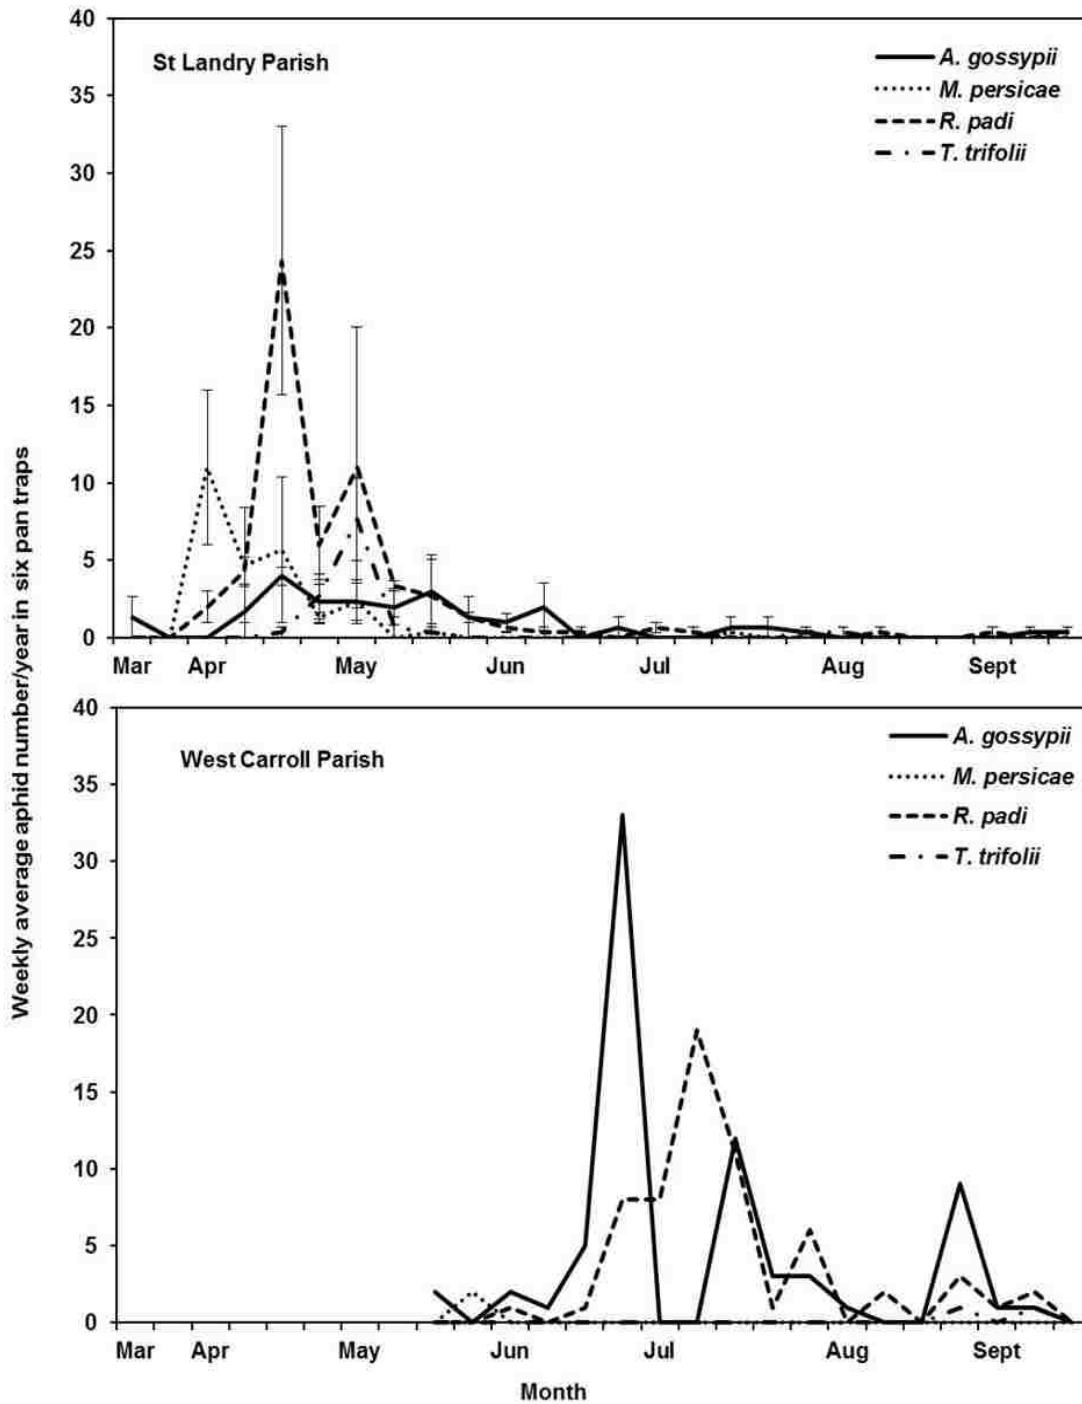 Weekly average aphid number/year in six pan traps
St Landry Parish
A. gossypii
M. persicae
R. padi
T. trifolii
40
35
30
25
20
15
10
5
0
Mar Apr May Jun Jul Aug Sept
West Carroll Parish
A. gossypii
M. persicae
R. padi
T. trifolii
40
35
30
25
20
15
10
5
0
Mar Apr May Jun Jul Aug Sept
Month